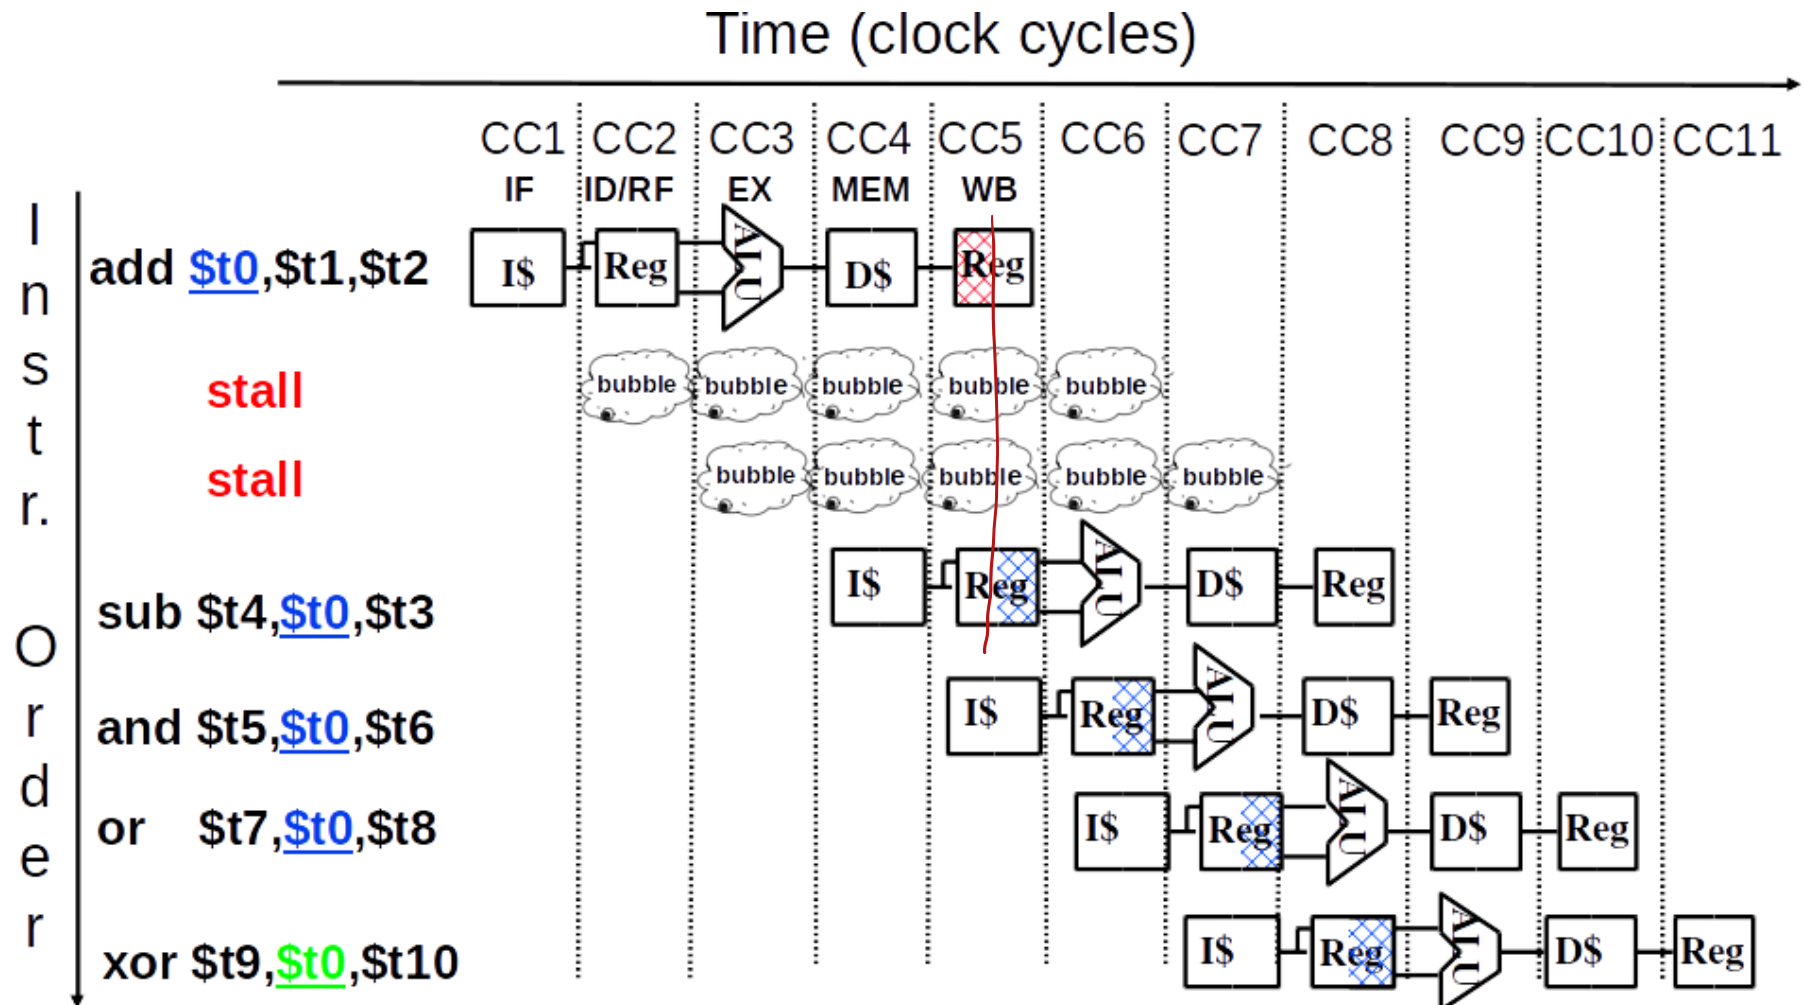 Time (clock cycles)
CC1 CC2 CC3 CC4 CC5 CC6 CC7 CC8 CC9 CC10 CC11
IF ID/RF EX MEM WB
Instr. Order
add $t0,$t1,$t2 I$ Reg ALU D$ Reg
stall bubble bubble bubble bubble bubble
stall bubble bubble bubble bubble bubble
sub $t4,$t0,$t3 I$ Reg ALU D$ Reg
and $t5,$t0,$t6 I$ Reg ALU D$ Reg
or $t7,$t0,$t8 I$ Reg ALU D$ Reg
xor $t9,$t0,$t10 I$ Reg ALU D$ Reg